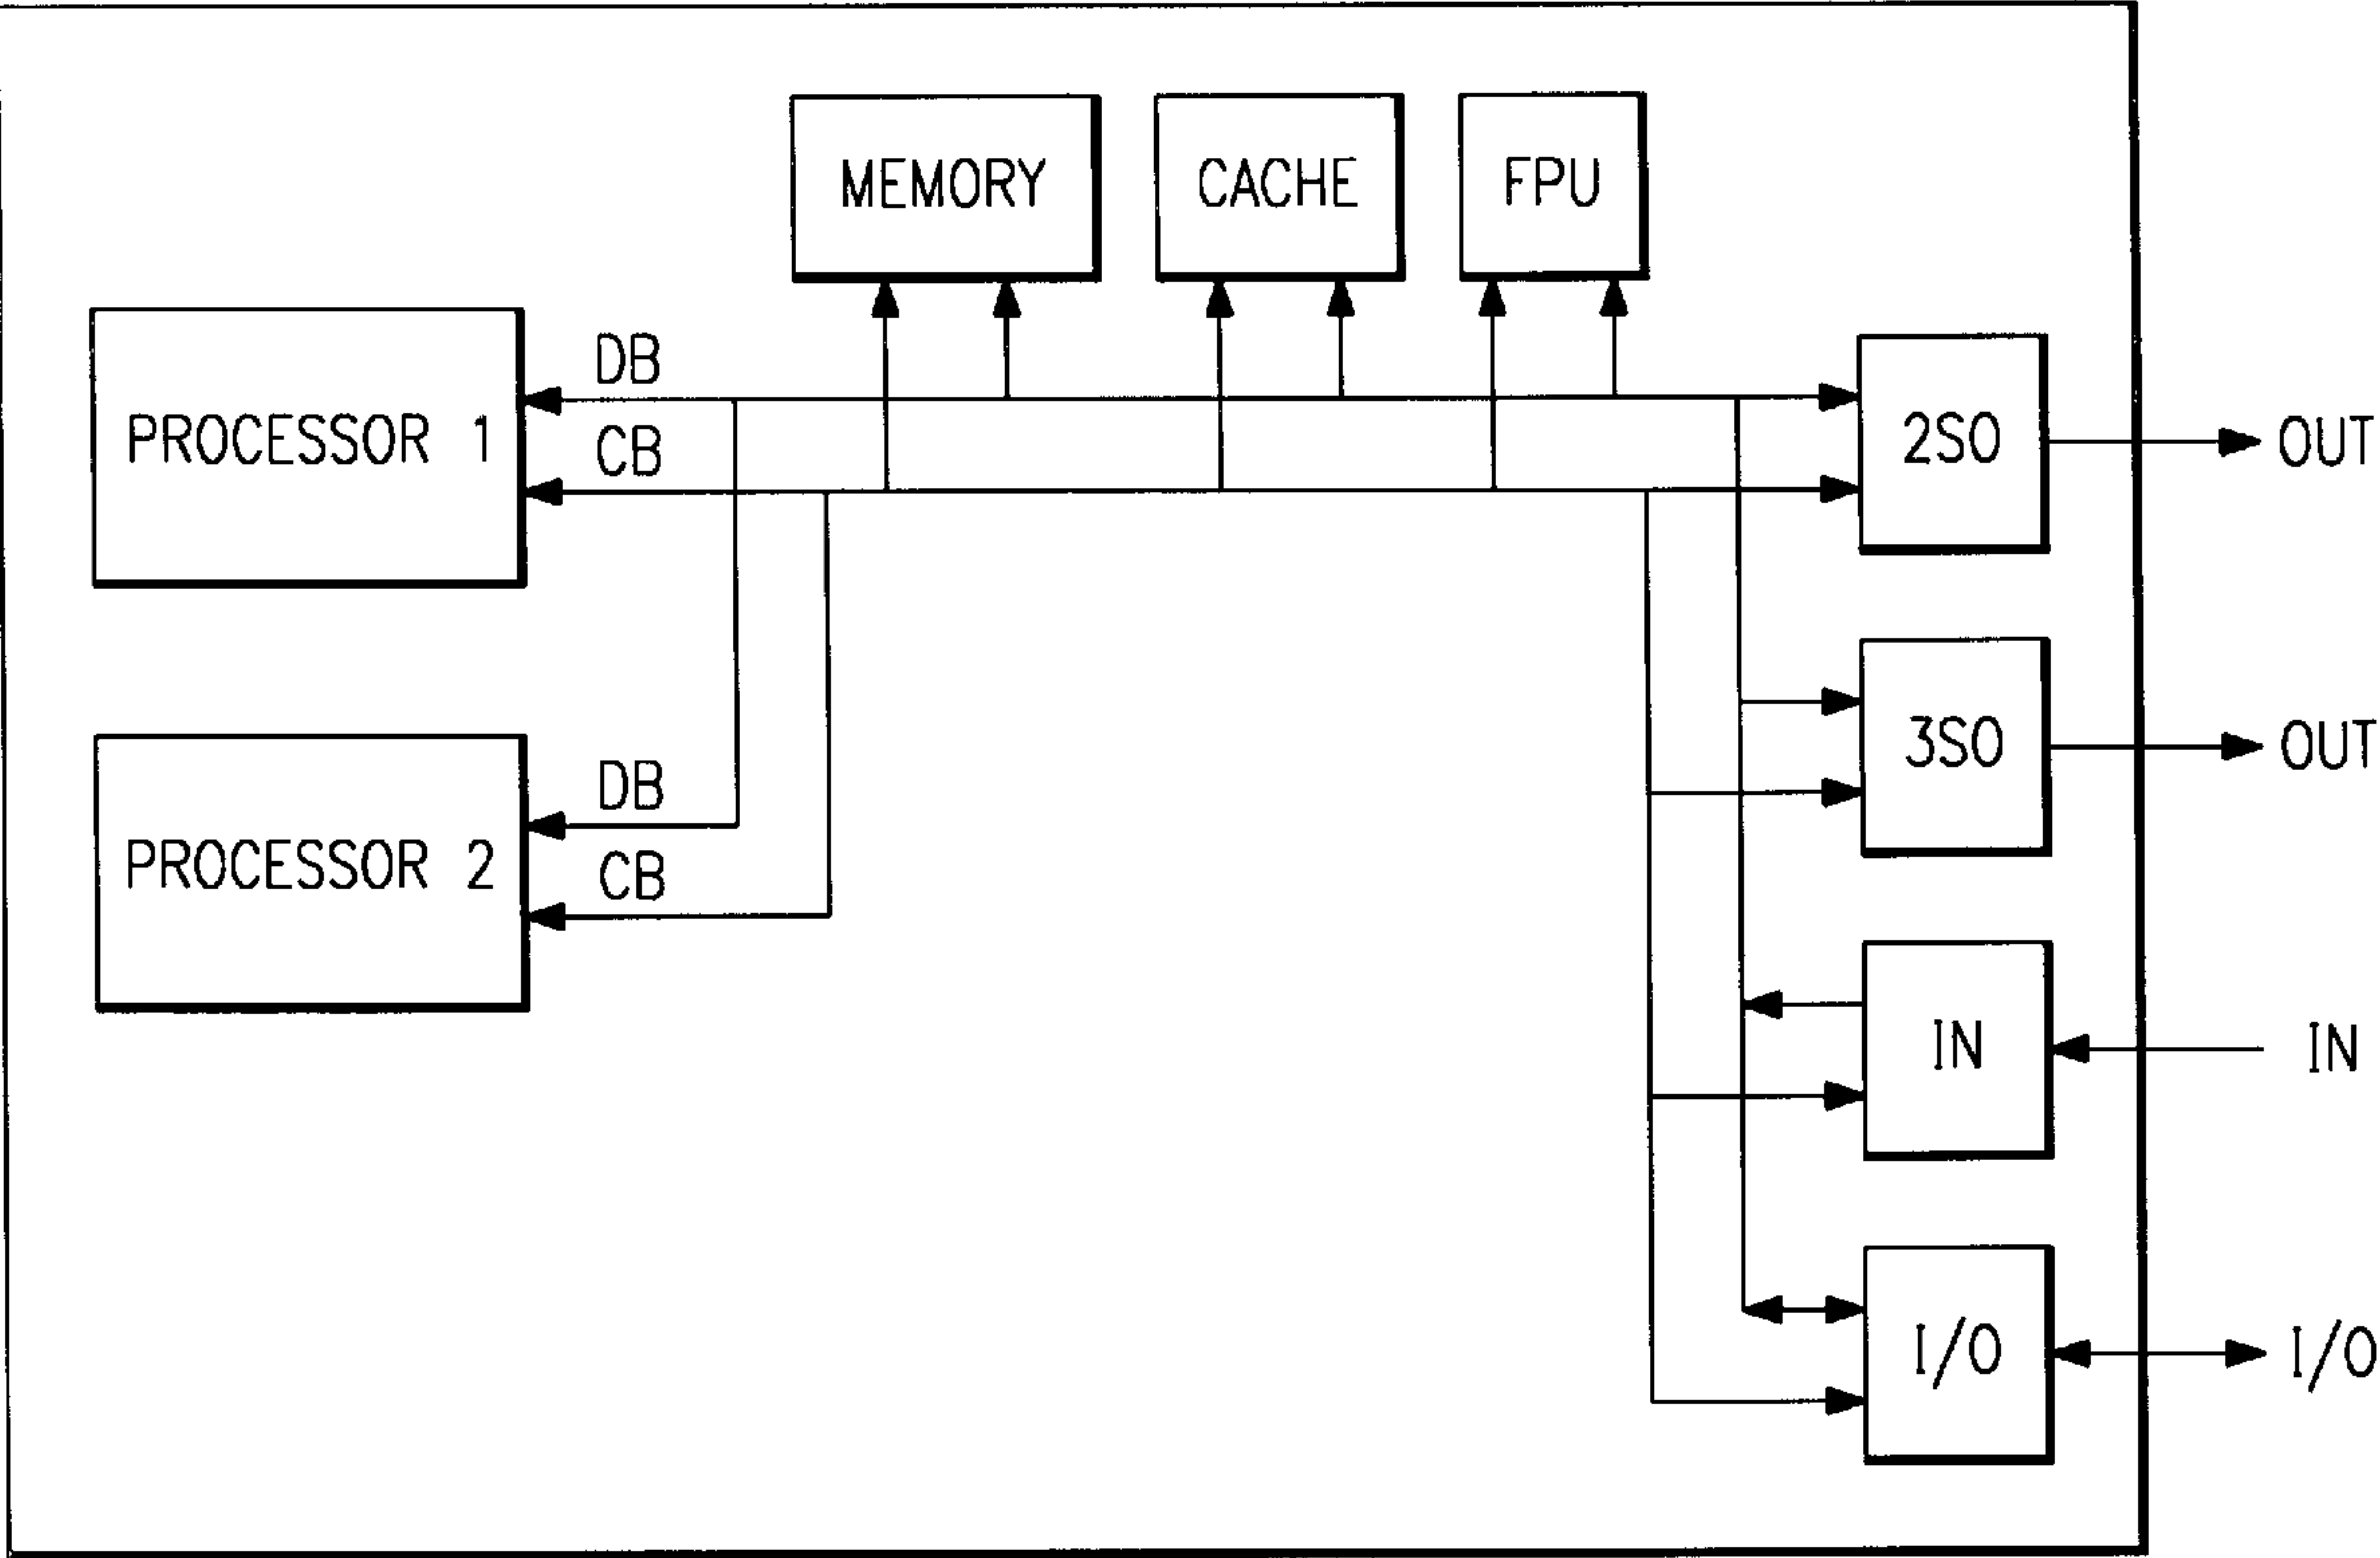 MEMORY
CACHE
FPU
PROCESSOR 1
DB
CB
2SO
OUT
3SO
OUT
PROCESSOR 2
DB
CB
IN
IN
I/O
I/O